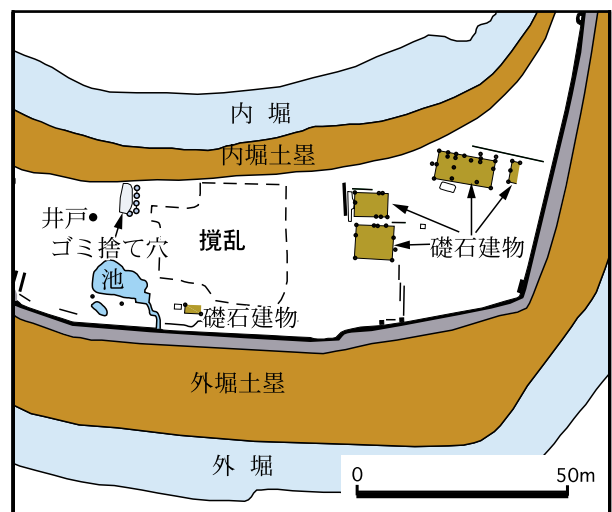 内 堀
内堀土塁
井戸
ゴミ捨て穴
撹乱
礎石建物
池
礎石建物
外堀土塁
外 堀
0 50m